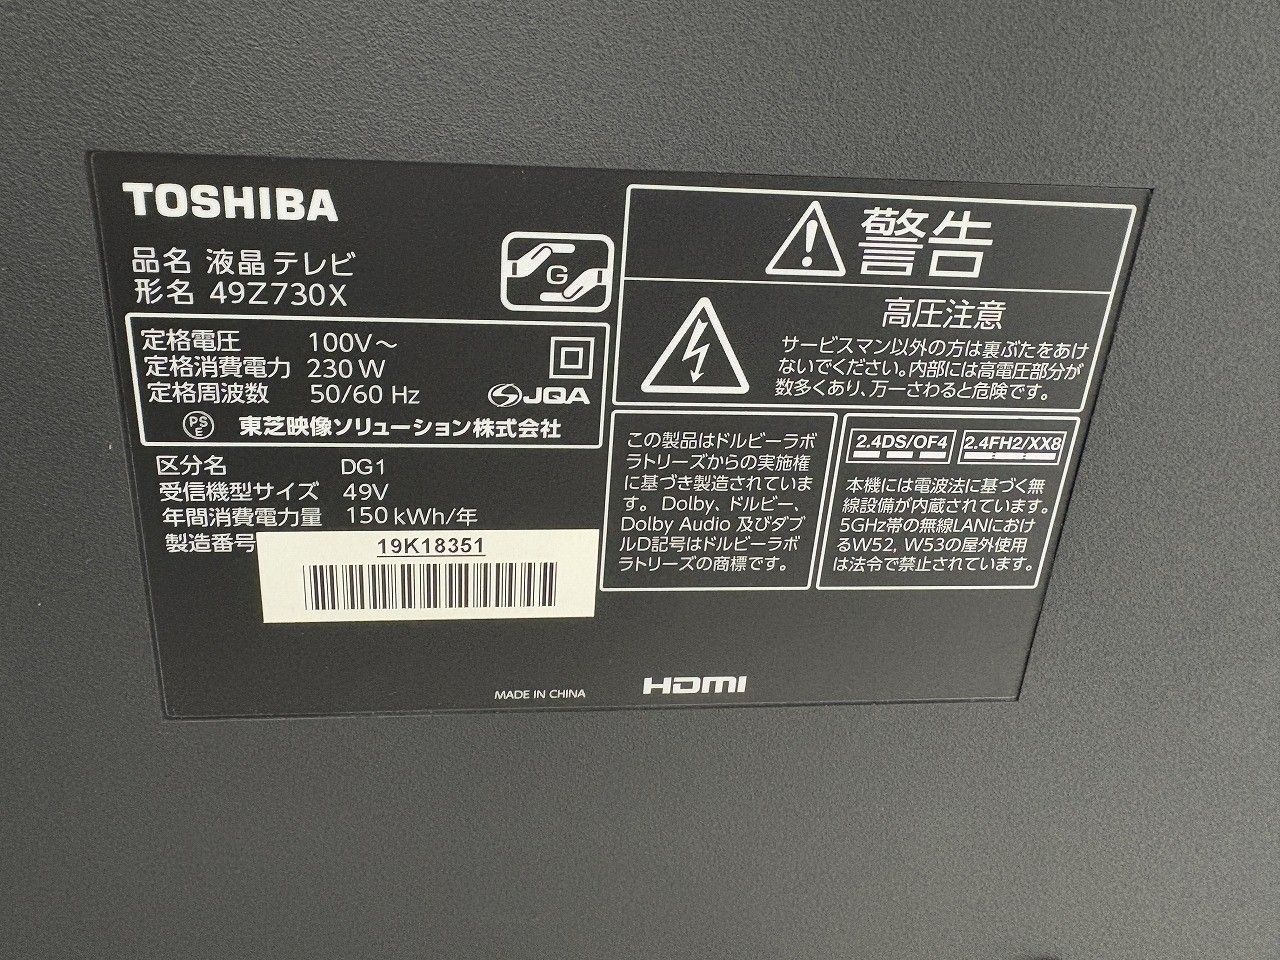 TOSHIBA
品名 液晶テレビ
形名 49Z730X
G
定格電圧 100V～
定格消費電力 230 W
定格周波数 50/60 Hz
JQA
PS
E
東芝映像ソリューション株式会社
区分名 DG1
受信機型サイズ 49V
年間消費電力量 150 kWh/年
製造番号
19K18351
MADE IN CHINA
HDMI
警告
高圧注意
サービスマン以外の方は裏ぶたをあけ
ないでください。内部には高電圧部分が
数多くあり、万一さわると危険です。
この製品はドルビーラボ
ラトリーズからの実施権
に基づき製造されていま
す。Dolby、ドルビー、
Dolby Audio 及びダブ
ルD記号はドルビーラボ
ラトリーズの商標です。
2.4DS/OF4 2.4FH2/XX8
本機には電波法に基づく無
線設備が内蔵されています。
5GHz帯の無線LANにおけ
るW52, W53の屋外使用
は法令で禁止されています。